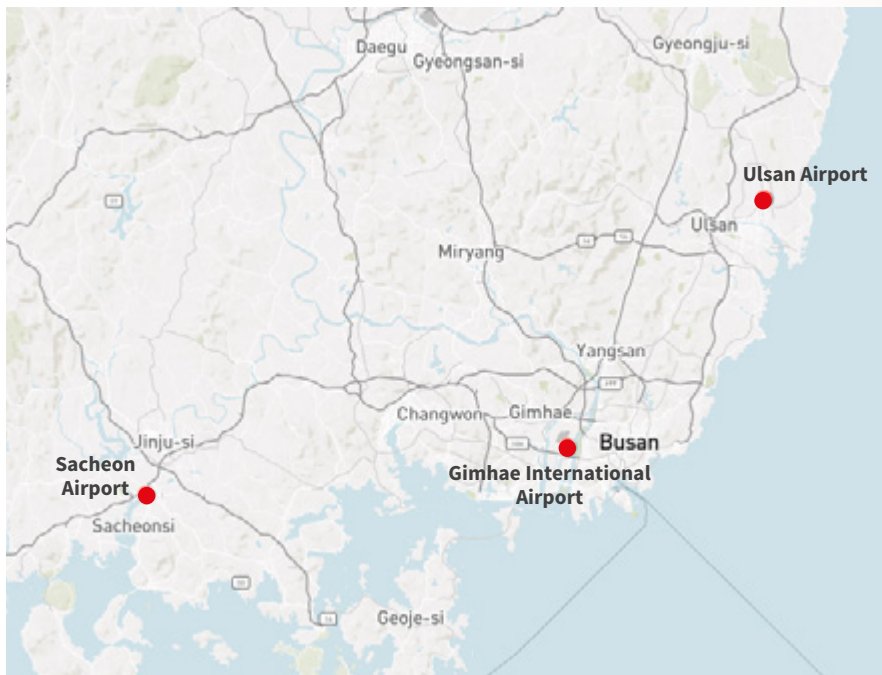 Daegu
Gyeongsan-si
Gyeongju-si
Ulsan Airport
Ulsan
Miryang
Yangsan
Changwon
Gimhae
Busan
Jinju-si
Sacheon
Airport
Gimhae International
Airport
Sacheonsi
Geoje-si